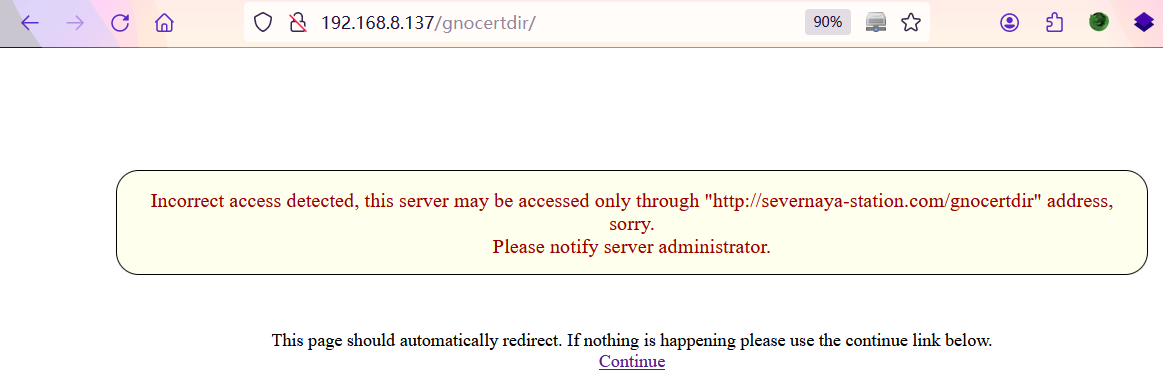 192.168.8.137/gnocertdir/
90%
Incorrect access detected, this server may be accessed only through "http://severnaya-station.com/gnocertdir" address,
sorry.
Please notify server administrator.
This page should automatically redirect. If nothing is happening please use the continue link below.
Continue